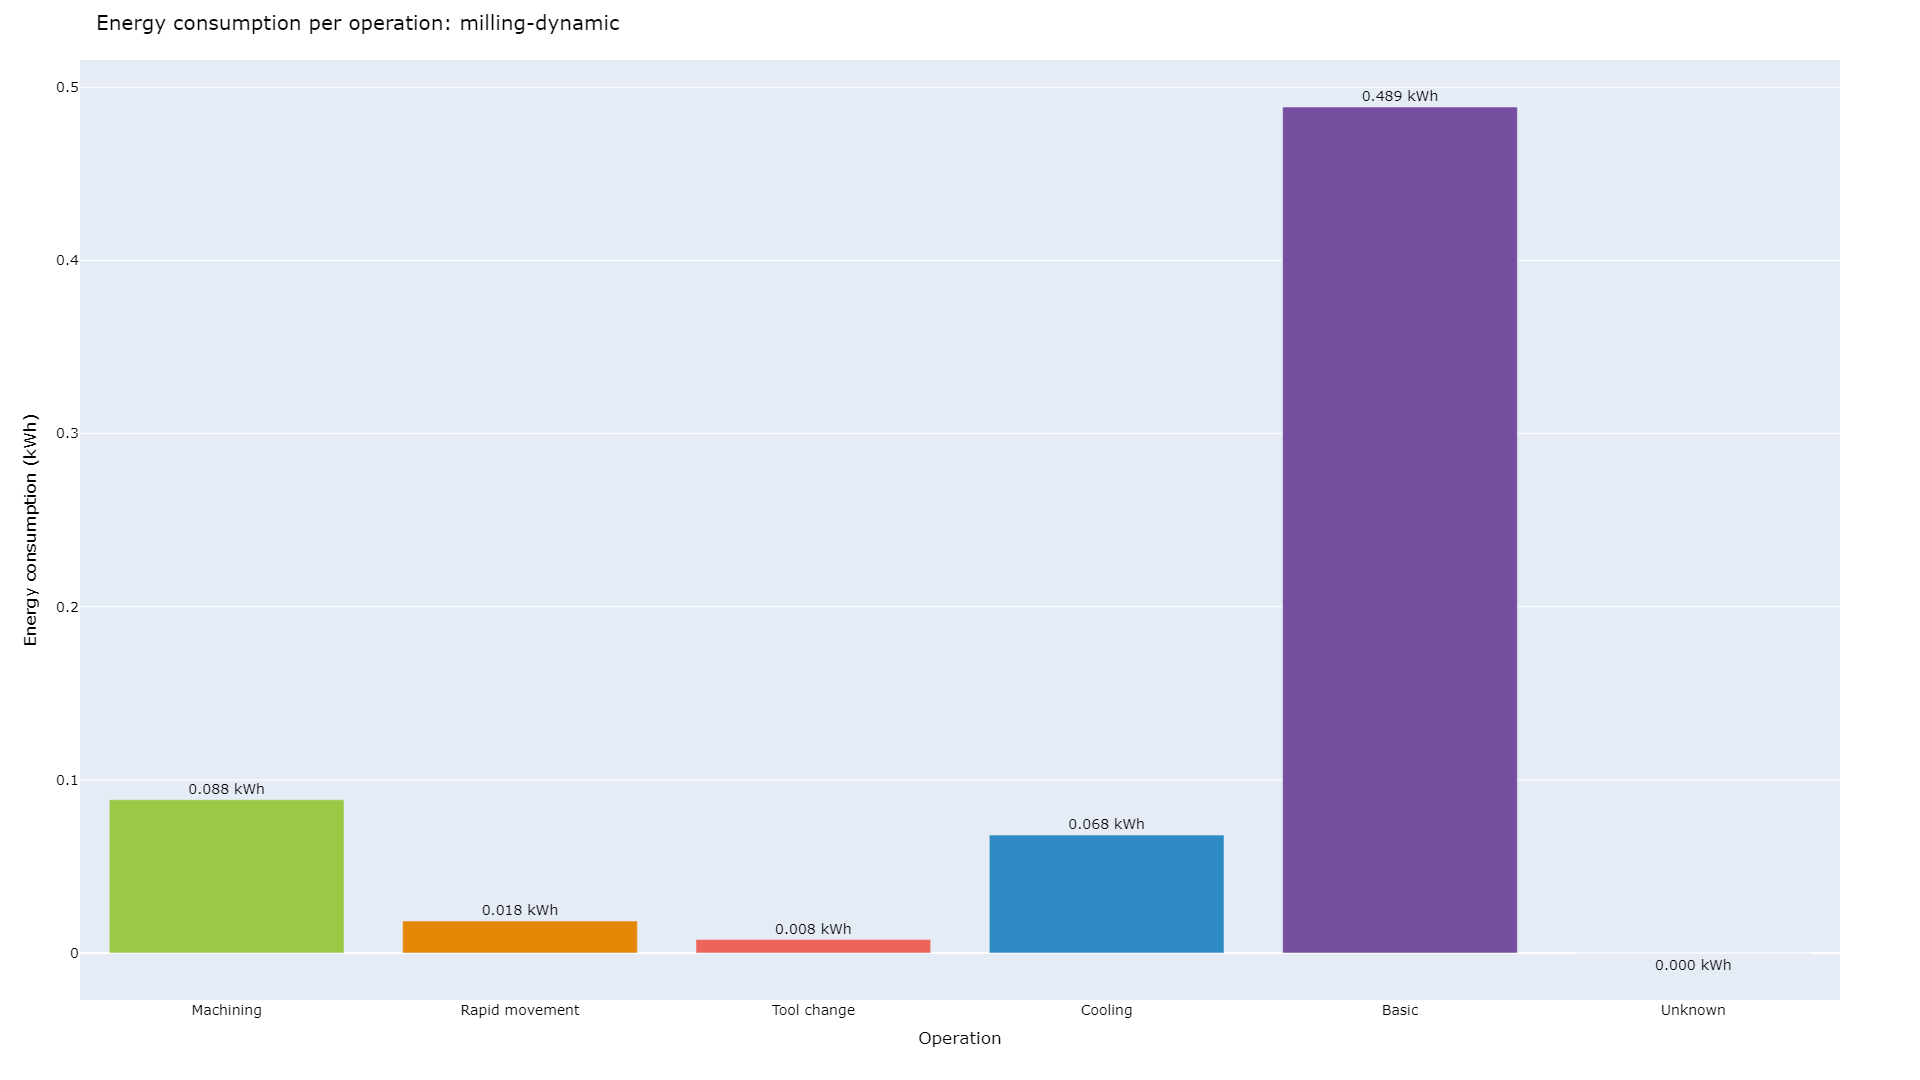 Energy consumption per operation: milling-dynamic
Energy consumption (kWh)
0.5
0.4
0.3
0.2
0.1
0
0.088 kWh
0.018 kWh
0.008 kWh
0.068 kWh
0.489 kWh
0.000 kWh
Machining
Rapid movement
Tool change
Cooling
Basic
Unknown
Operation